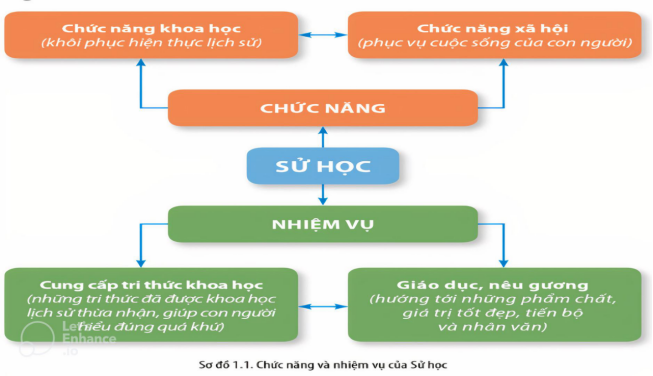 Chức năng khoa học
(khôi phục hiện thực lịch sử)
Chức năng xã hội
(phục vụ cuộc sống của con người)
CHỨC NĂNG
SỬ HỌC
NHIỆM VỤ
Cung cấp tri thức khoa học
(những tri thức đã được khoa học
lịch sử thừa nhận, giúp con người
hiểu đúng quá khứ)
Giáo dục, nêu gương
(hướng tới những phẩm chất,
giá trị tốt đẹp, tiến bộ
và nhân văn)
Enhance
.io
Sơ đồ 1.1. Chức năng và nhiệm vụ của Sử học